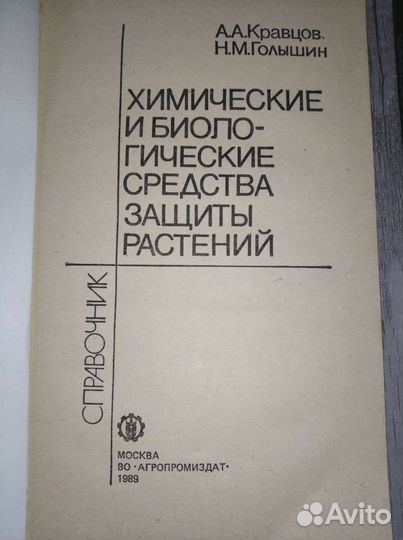 А.А.Кравцов.
Н.М.Голышин
ХИМИЧЕСКИЕ
И БИОЛО-
ГИЧЕСКИЕ
СРЕДСТВА
ЗАЩИТЫ
РАСТЕНИЙ
СПРАВОЧНИК
МОСКВА
ВО «АГРОПРОМИЗДАТ»
1989
Avito